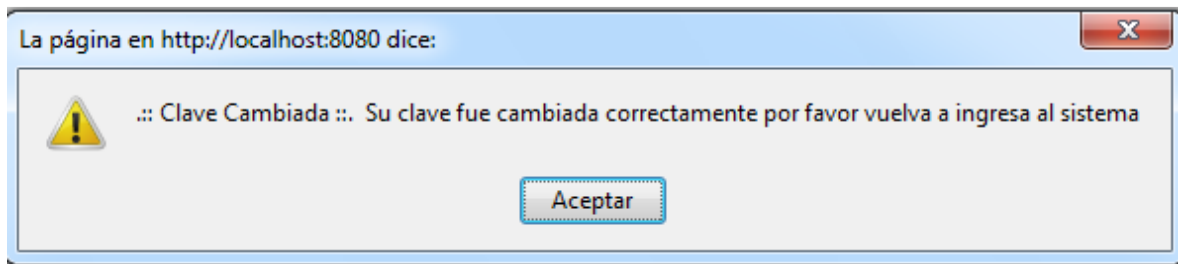 La página en http://localhost:8080 dice:
.:: Clave Cambiada ::. Su clave fue cambiada correctamente por favor vuelva a ingresa al sistema
Aceptar